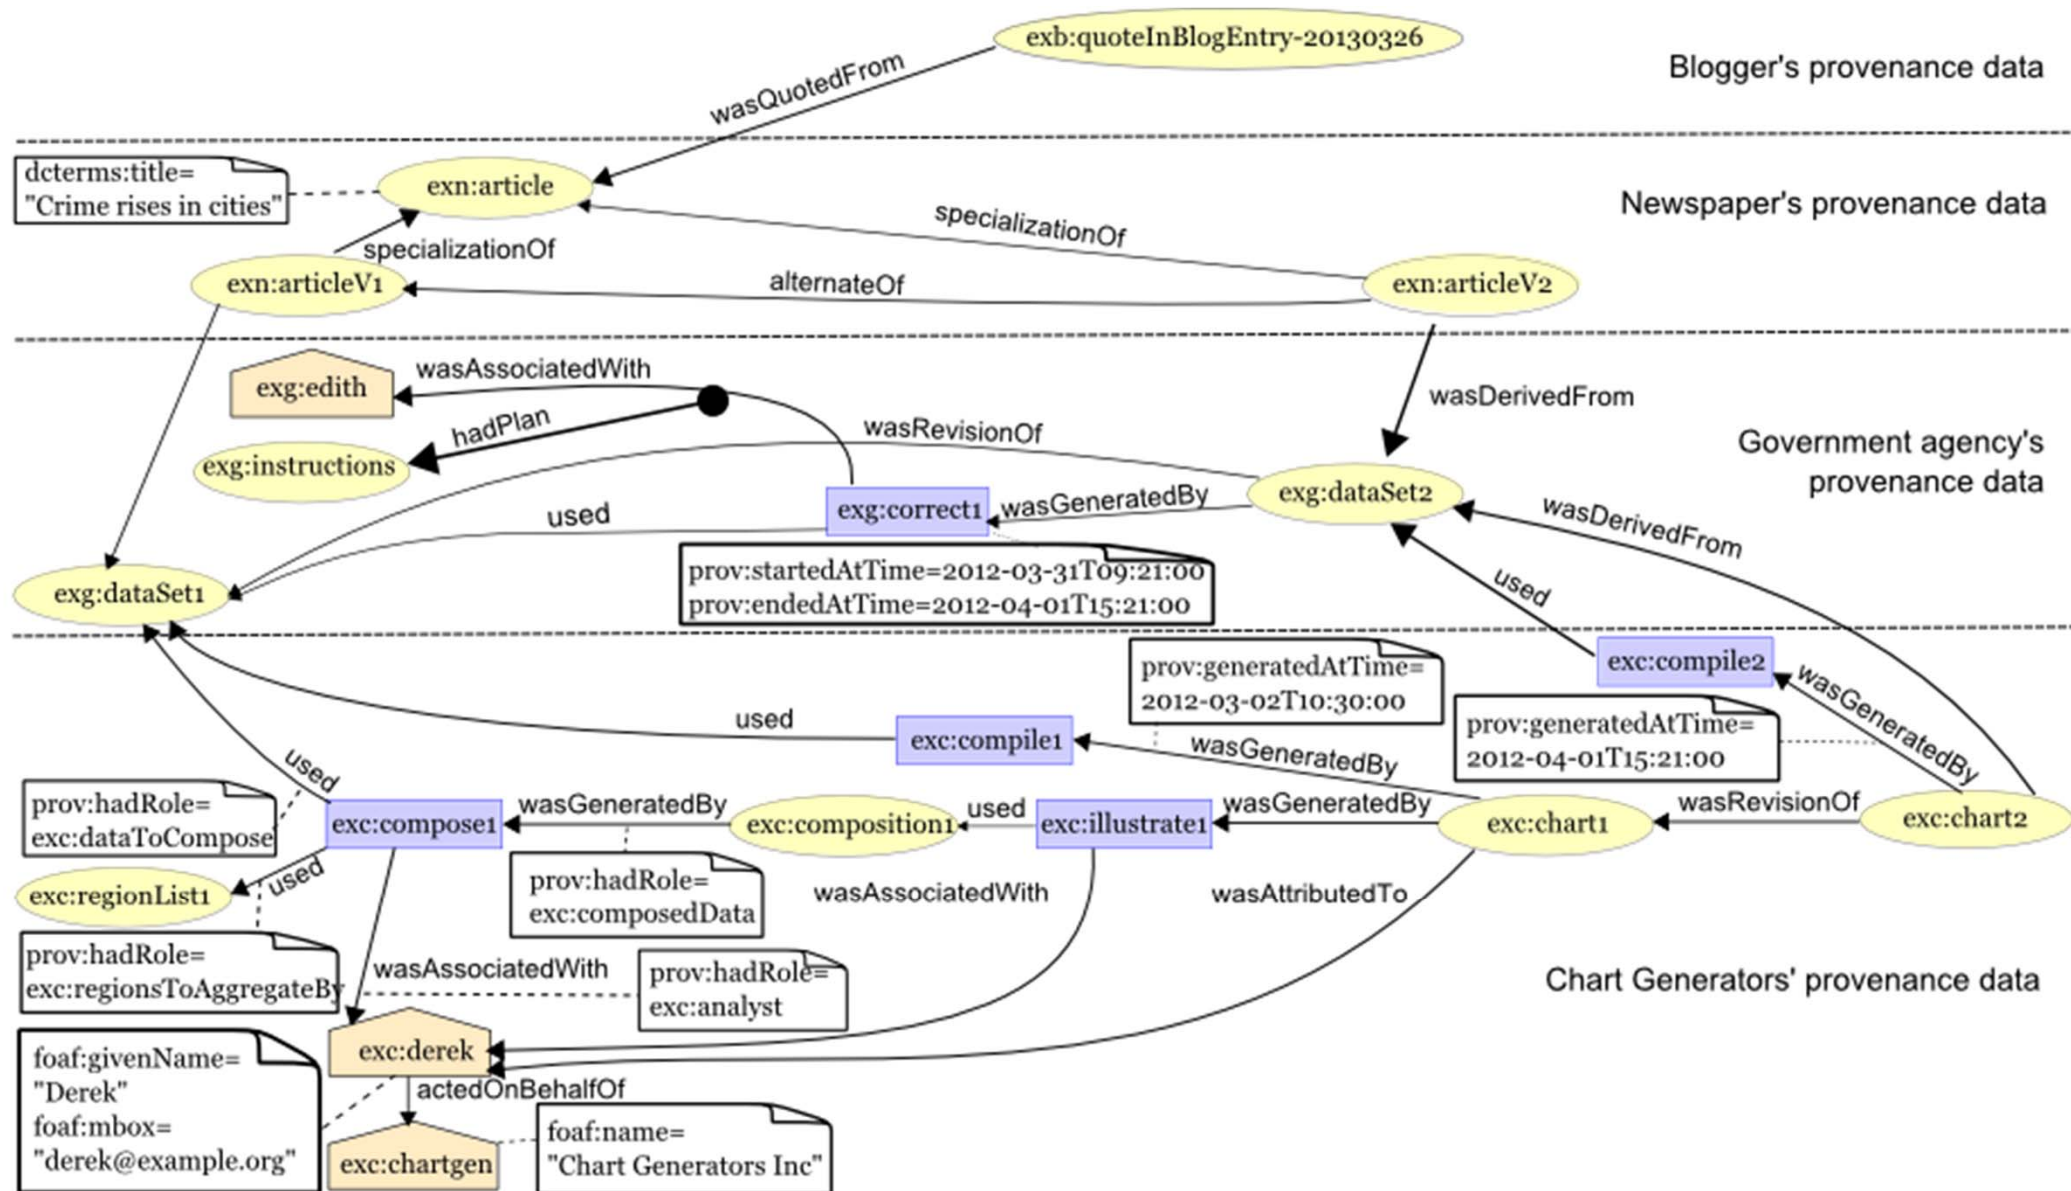 exb:quoteInBlogEntry-20130326
wasQuotedFrom
Blogger's provenance data
dcterms:title=
"Crime rises in cities"
exn:article
Newspaper's provenance data
specializationOf
specializationOf
exn:articleV1
alternateOf
exn:articleV2
exg:edith
wasAssociatedWith
hadPlan
wasDerivedFrom
exg:instructions
wasRevisionOf
Government agency's
provenance data
exg:correct1
wasGeneratedBy
exg:dataSet2
used
wasDerivedFrom
prov:startedAtTime=2012-03-31T09:21:00
prov:endedAtTime=2012-04-01T15:21:00
exg:dataSet1
used
exc:compile2
prov:generatedAtTime=
2012-03-02T10:30:00
wasGeneratedBy
prov:generatedAtTime=
2012-04-01T15:21:00
used
exc:compile1
wasGeneratedBy
used
prov:hadRole=
exc:dataToCompose
exc:compose1
wasGeneratedBy
exc:composition1
used
exc:illustrate1
wasGeneratedBy
exc:chart1
wasRevisionOf
exc:chart2
exc:regionList1
used
prov:hadRole=
exc:composedData
wasAssociatedWith
wasAttributedTo
prov:hadRole=
exc:regionsToAggregateBy
wasAssociatedWith
prov:hadRole=
exc:analyst
Chart Generators' provenance data
exc:derek
foaf:givenName=
"Derek"
foaf:mbox=
"derek@example.org"
actedOnBehalfOf
exc:chartgen
foaf:name=
"Chart Generators Inc"